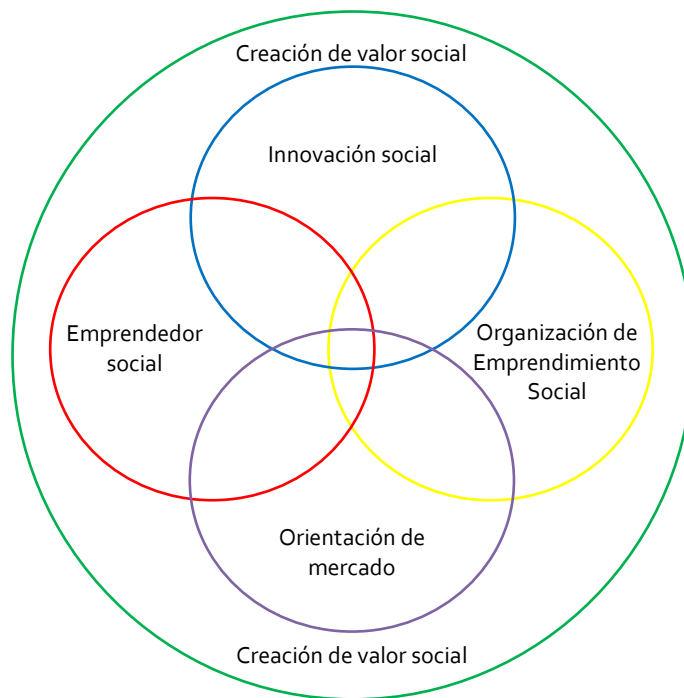 Creación de valor social
Innovación social
Emprendedor
social
Organización de
Emprendimiento
Social
Orientación de
mercado
Creación de valor social